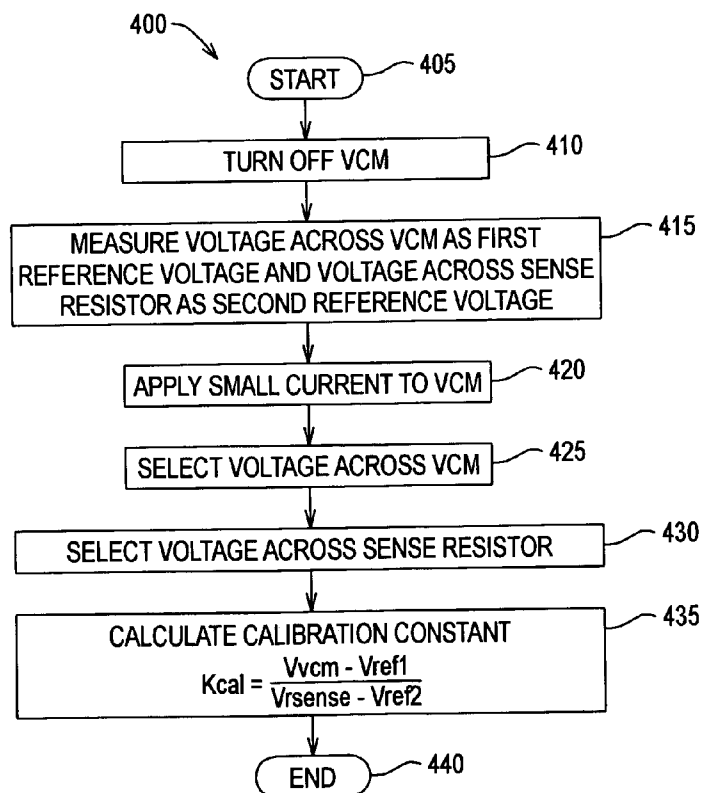 400
START
405
TURN OFF VCM
410
MEASURE VOLTAGE ACROSS VCM AS FIRST
REFERENCE VOLTAGE AND VOLTAGE ACROSS SENSE
RESISTOR AS SECOND REFERENCE VOLTAGE
415
APPLY SMALL CURRENT TO VCM
420
SELECT VOLTAGE ACROSS VCM
425
SELECT VOLTAGE ACROSS SENSE RESISTOR
430
CALCULATE CALIBRATION CONSTANT
435
Kcal = Vvcm - Vref1
Vrsense - Vref2
END
440